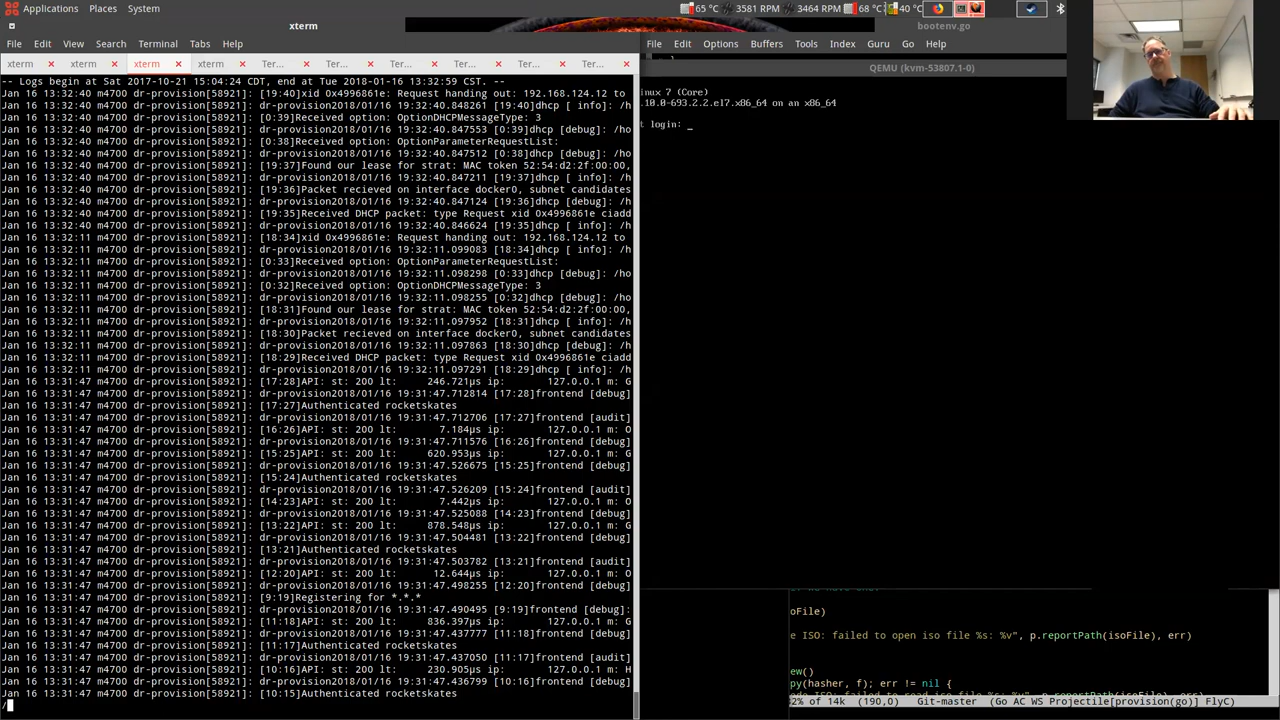 Applications Places System 65 °C 3581 RPM 3464 RPM 68 °C 40 °C
xterm bootenv.go
File Edit View Search Terminal Tabs Help
File Edit Options Buffers Tools Index Guru Go Help
xterm xterm xterm xterm Ter... Ter... Ter... Ter... Ter... Ter...
QEMU (kvm-53807.1-0)
-- Logs begin at Sat 2017-10-21 15:04:24 CDT, end at Tue 2018-01-16 13:32:59 CST. --
Jan 16 13:32:40 m4700 dr-provision[58921]: [19:40]xid 0x4996861e: Request handing out: 192.168.124.12 to
Jan 16 13:32:40 m4700 dr-provision[58921]: dr-provision2018/01/16 19:32:40.848261 [19:40]dhcp [ info]: /h
Jan 16 13:32:40 m4700 dr-provision[58921]: [0:39]Received option: OptionDHCPMessageType: 3
Jan 16 13:32:40 m4700 dr-provision[58921]: dr-provision2018/01/16 19:32:40.847553 [0:39]dhcp [debug]: /ho
Jan 16 13:32:40 m4700 dr-provision[58921]: [0:38]Received option: OptionParameterRequestList:
Jan 16 13:32:40 m4700 dr-provision[58921]: dr-provision2018/01/16 19:32:40.847512 [0:38]dhcp [debug]: /ho
Jan 16 13:32:40 m4700 dr-provision[58921]: [19:37]Found our lease for strat: MAC token 52:54:d2:2f:00:00,
Jan 16 13:32:40 m4700 dr-provision[58921]: dr-provision2018/01/16 19:32:40.847211 [19:37]dhcp [ info]: /h
Jan 16 13:32:40 m4700 dr-provision[58921]: [19:36]Packet recieved on interface docker0, subnet candidates
Jan 16 13:32:40 m4700 dr-provision[58921]: dr-provision2018/01/16 19:32:40.847124 [19:36]dhcp [debug]: /h
Jan 16 13:32:40 m4700 dr-provision[58921]: [19:35]Received DHCP packet: type Request xid 0x4996861e ciadd
Jan 16 13:32:40 m4700 dr-provision[58921]: dr-provision2018/01/16 19:32:40.846624 [19:35]dhcp [ info]: /h
Jan 16 13:32:11 m4700 dr-provision[58921]: [18:34]xid 0x4996861e: Request handing out: 192.168.124.12 to
Jan 16 13:32:11 m4700 dr-provision[58921]: dr-provision2018/01/16 19:32:11.099083 [18:34]dhcp [ info]: /h
Jan 16 13:32:11 m4700 dr-provision[58921]: [0:33]Received option: OptionParameterRequestList:
Jan 16 13:32:11 m4700 dr-provision[58921]: dr-provision2018/01/16 19:32:11.098298 [0:33]dhcp [debug]: /ho
Jan 16 13:32:11 m4700 dr-provision[58921]: [0:32]Received option: OptionDHCPMessageType: 3
Jan 16 13:32:11 m4700 dr-provision[58921]: dr-provision2018/01/16 19:32:11.098255 [0:32]dhcp [debug]: /ho
Jan 16 13:32:11 m4700 dr-provision[58921]: [18:31]Found our lease for strat: MAC token 52:54:d2:2f:00:00,
Jan 16 13:32:11 m4700 dr-provision[58921]: dr-provision2018/01/16 19:32:11.097952 [18:31]dhcp [ info]: /h
Jan 16 13:32:11 m4700 dr-provision[58921]: [18:30]Packet recieved on interface docker0, subnet candidates
Jan 16 13:32:11 m4700 dr-provision[58921]: dr-provision2018/01/16 19:32:11.097863 [18:30]dhcp [debug]: /h
Jan 16 13:32:11 m4700 dr-provision[58921]: [18:29]Received DHCP packet: type Request xid 0x4996861e ciadd
Jan 16 13:32:11 m4700 dr-provision[58921]: dr-provision2018/01/16 19:32:11.097291 [18:29]dhcp [ info]: /h
Jan 16 13:31:47 m4700 dr-provision[58921]: [17:28]API: st: 200 lt: 246.721µs ip: 127.0.0.1 m: G
Jan 16 13:31:47 m4700 dr-provision[58921]: dr-provision2018/01/16 19:31:47.712814 [17:28]frontend [debug]
Jan 16 13:31:47 m4700 dr-provision[58921]: [17:27]Authenticated rocketskates
Jan 16 13:31:47 m4700 dr-provision[58921]: dr-provision2018/01/16 19:31:47.712706 [17:27]frontend [audit]
Jan 16 13:31:47 m4700 dr-provision[58921]: [16:26]API: st: 200 lt: 7.184µs ip: 127.0.0.1 m: O
Jan 16 13:31:47 m4700 dr-provision[58921]: dr-provision2018/01/16 19:31:47.711576 [16:26]frontend [debug]
Jan 16 13:31:47 m4700 dr-provision[58921]: [15:25]API: st: 200 lt: 620.953µs ip: 127.0.0.1 m: G
Jan 16 13:31:47 m4700 dr-provision[58921]: dr-provision2018/01/16 19:31:47.526675 [15:25]frontend [debug]
Jan 16 13:31:47 m4700 dr-provision[58921]: [15:24]Authenticated rocketskates
Jan 16 13:31:47 m4700 dr-provision[58921]: dr-provision2018/01/16 19:31:47.526209 [15:24]frontend [audit]
Jan 16 13:31:47 m4700 dr-provision[58921]: [14:23]API: st: 200 lt: 7.442µs ip: 127.0.0.1 m: O
Jan 16 13:31:47 m4700 dr-provision[58921]: dr-provision2018/01/16 19:31:47.525088 [14:23]frontend [debug]
Jan 16 13:31:47 m4700 dr-provision[58921]: [13:22]API: st: 200 lt: 878.548µs ip: 127.0.0.1 m: G
Jan 16 13:31:47 m4700 dr-provision[58921]: dr-provision2018/01/16 19:31:47.504481 [13:22]frontend [debug]
Jan 16 13:31:47 m4700 dr-provision[58921]: [13:21]Authenticated rocketskates
Jan 16 13:31:47 m4700 dr-provision[58921]: dr-provision2018/01/16 19:31:47.503782 [13:21]frontend [audit]
Jan 16 13:31:47 m4700 dr-provision[58921]: [12:20]API: st: 200 lt: 12.644µs ip: 127.0.0.1 m: O
Jan 16 13:31:47 m4700 dr-provision[58921]: dr-provision2018/01/16 19:31:47.498255 [12:20]frontend [debug]
Jan 16 13:31:47 m4700 dr-provision[58921]: [9:19]Registering for *.*.*
Jan 16 13:31:47 m4700 dr-provision[58921]: dr-provision2018/01/16 19:31:47.490495 [9:19]frontend [debug]:
Jan 16 13:31:47 m4700 dr-provision[58921]: [11:18]API: st: 200 lt: 836.397µs ip: 127.0.0.1 m: G
Jan 16 13:31:47 m4700 dr-provision[58921]: dr-provision2018/01/16 19:31:47.437777 [11:18]frontend [debug]
Jan 16 13:31:47 m4700 dr-provision[58921]: [11:17]Authenticated rocketskates
Jan 16 13:31:47 m4700 dr-provision[58921]: dr-provision2018/01/16 19:31:47.437050 [11:17]frontend [audit]
Jan 16 13:31:47 m4700 dr-provision[58921]: [10:16]API: st: 200 lt: 230.905µs ip: 127.0.0.1 m: H
Jan 16 13:31:47 m4700 dr-provision[58921]: dr-provision2018/01/16 19:31:47.436799 [10:16]frontend [debug]
Jan 16 13:31:47 m4700 dr-provision[58921]: [10:15]Authenticated rocketskates
/
inux 7 (Core)
.10.0-693.2.2.el7.x86_64 on an x86_64
t login: _
oFile)
e ISO: failed to open iso file %s: %v", p.reportPath(isoFile), err)
ew()
py(hasher, f); err != nil {
ode ISO: failed to read iso file %s: %v", p.reportPath(isoFile), err)
2% of 14k (190,0) Git-master (Go AC WS Projectile[provision(go)] FlyC)